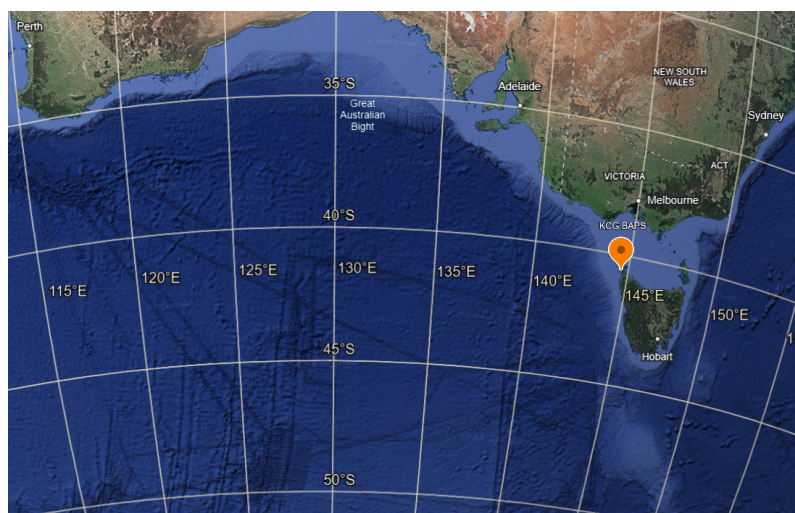 Perth
35°S
Great
Australian
Bight
Adelaide
NEW SOUTH
WALES
Sydney
ACT
VICTORIA
Melbourne
40°S
KCG BAPS
115°E
120°E
125°E
130°E
135°E
140°E
145°E
150°E
45°S
Hobart
50°S